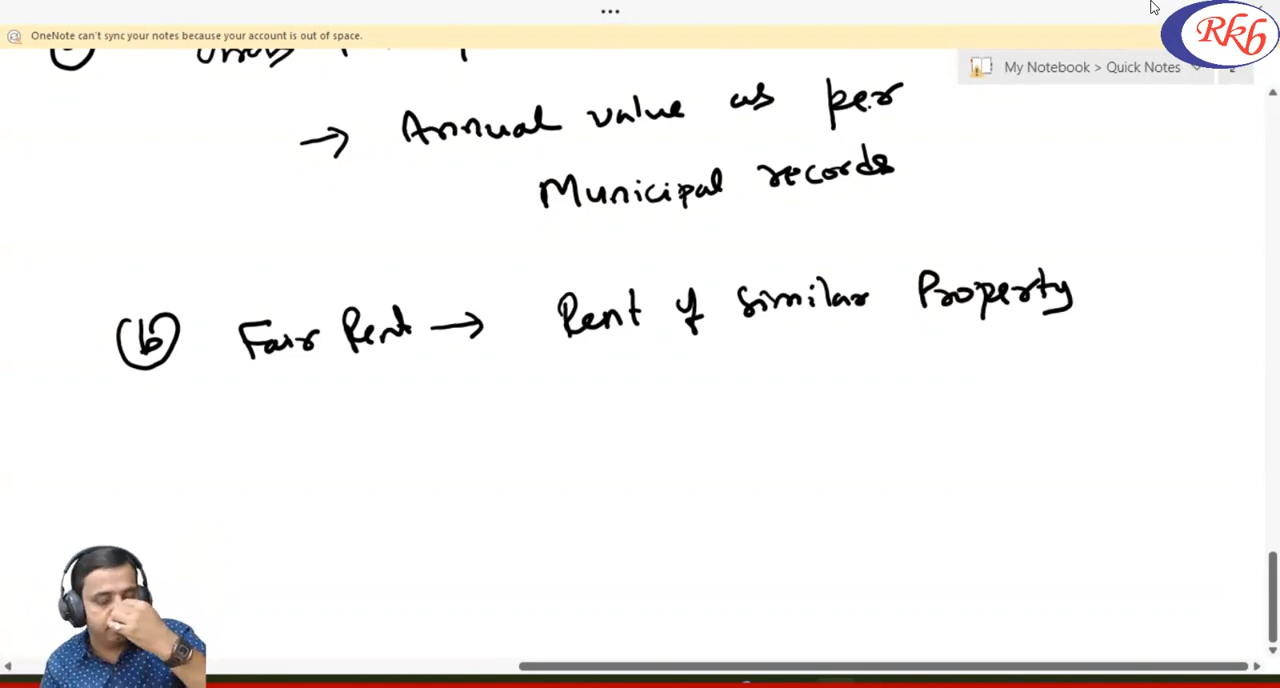 ...
OneNote can't sync your notes because your account is out of space.
Rkb
My Notebook > Quick Notes
→ Annual value as per
Municipal records
(b) Fair Rent → Rent of similar Property